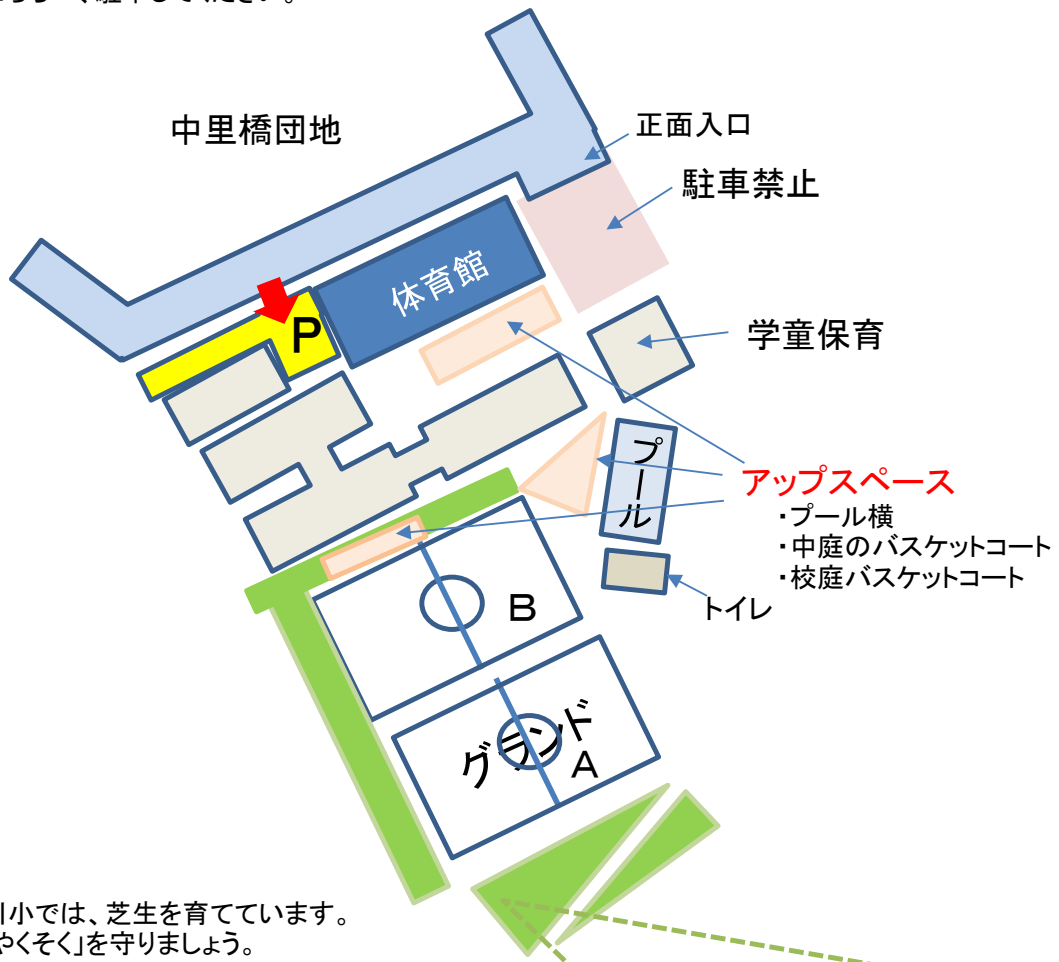 中里橋団地
正面入口
駐車禁止
体育館
P
学童保育
プール
アップスペース
・プール横
・中庭のバスケットコート
・校庭バスケットコート
トイレ
B
グランド
A
小では、芝生を育てています。
やくそく」を守りましょう。